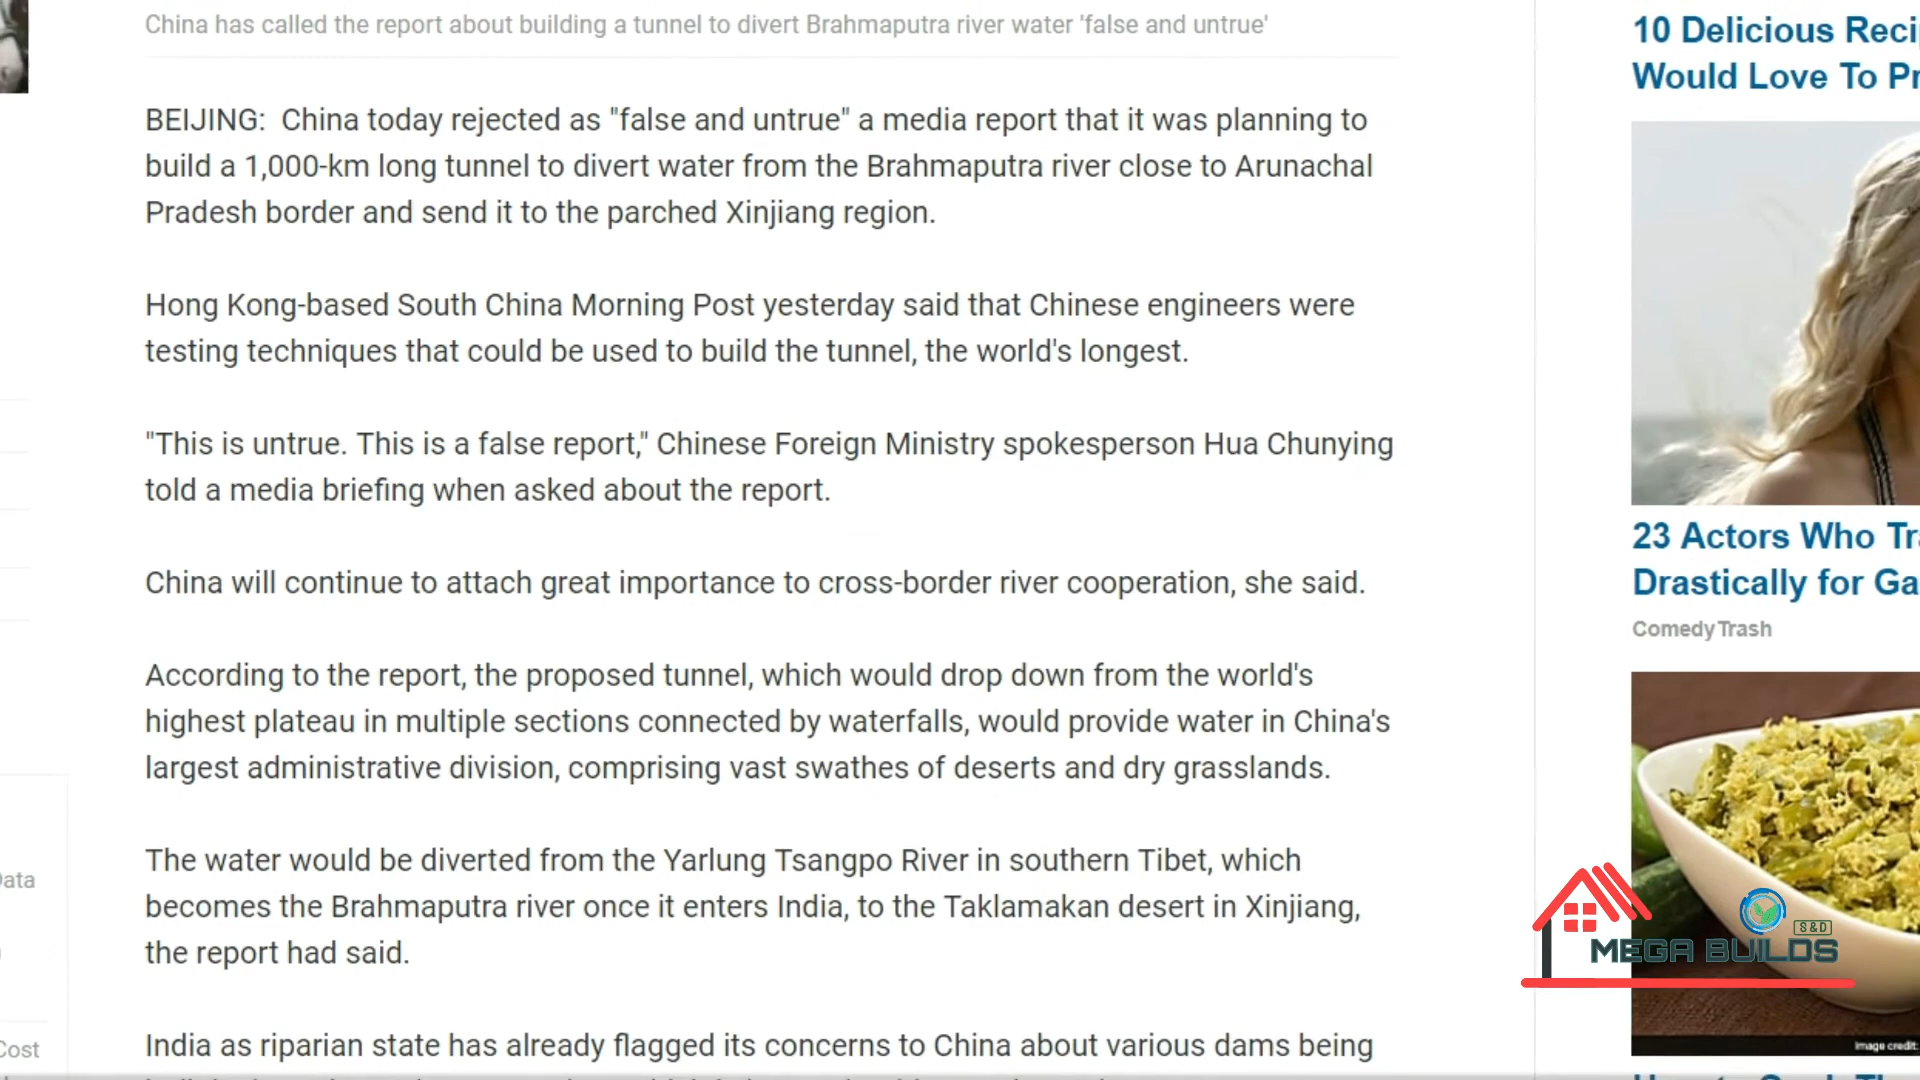 China has called the report about building a tunnel to divert Brahmaputra river water 'false and untrue'
BEIJING: China today rejected as "false and untrue" a media report that it was planning to
build a 1,000-km long tunnel to divert water from the Brahmaputra river close to Arunachal
Pradesh border and send it to the parched Xinjiang region.
Hong Kong-based South China Morning Post yesterday said that Chinese engineers were
testing techniques that could be used to build the tunnel, the world's longest.
"This is untrue. This is a false report," Chinese Foreign Ministry spokesperson Hua Chunying
told a media briefing when asked about the report.
China will continue to attach great importance to cross-border river cooperation, she said.
According to the report, the proposed tunnel, which would drop down from the world's
highest plateau in multiple sections connected by waterfalls, would provide water in China's
largest administrative division, comprising vast swathes of deserts and dry grasslands.
The water would be diverted from the Yarlung Tsangpo River in southern Tibet, which
becomes the Brahmaputra river once it enters India, to the Taklamakan desert in Xinjiang,
the report had said.
India as riparian state has already flagged its concerns to China about various dams being
Data
Cost
10 Delicious Reci
Would Love To Pr
23 Actors Who Tra
Drastically for Ga
ComedyTrash
S&D
MEGA BUILDS
Image credit: